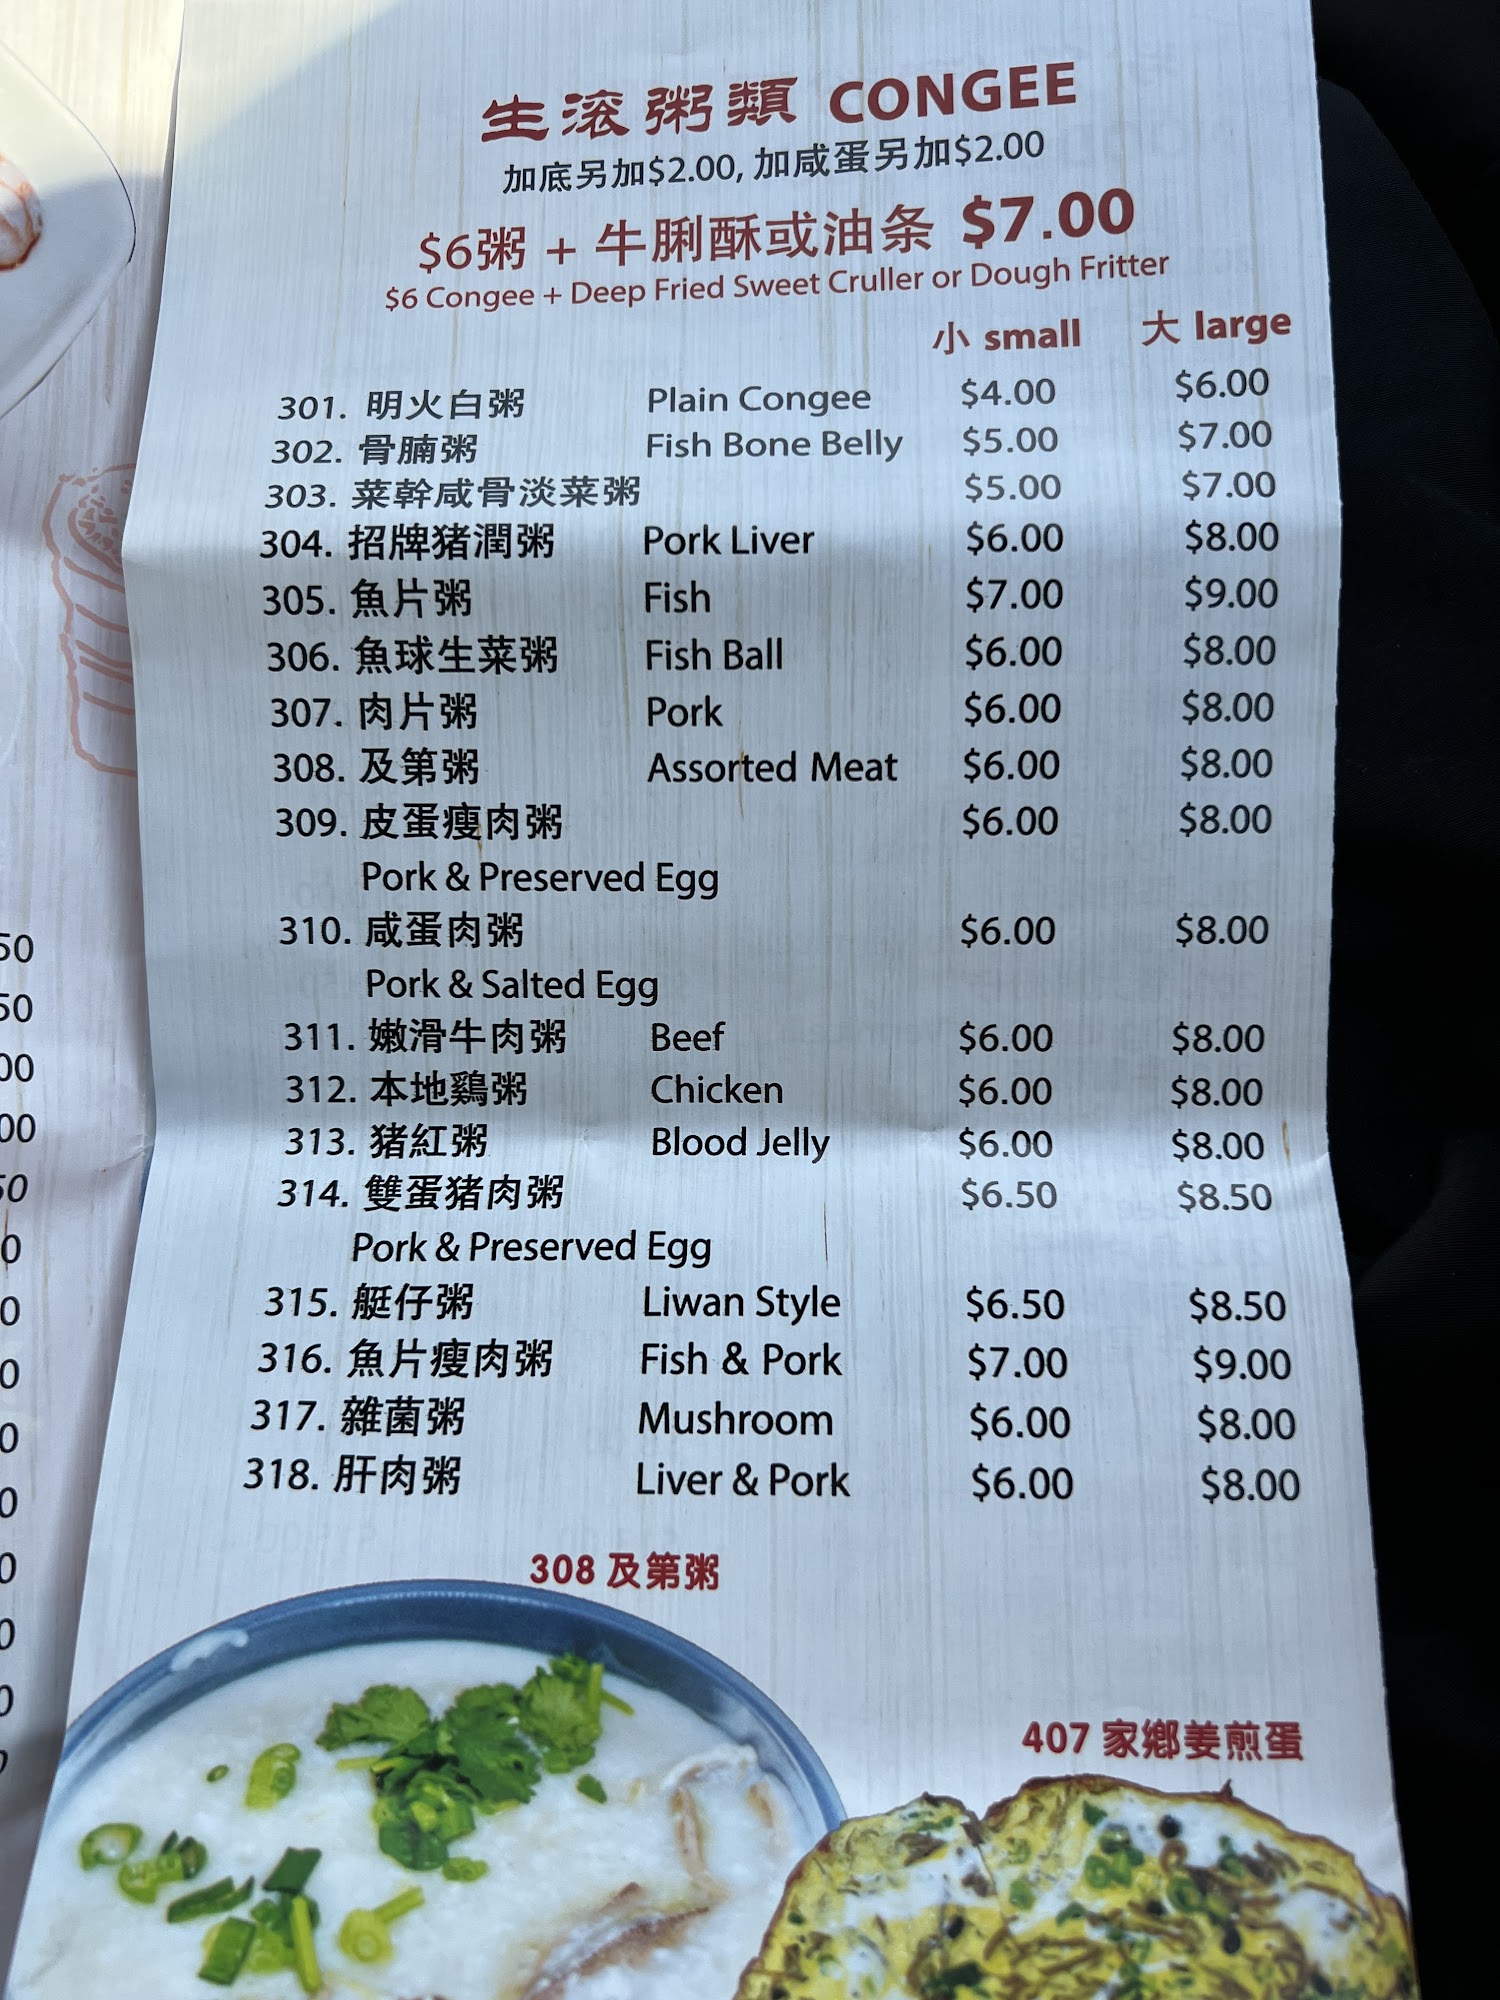 生滚粥類 CONGEE
加底另加$2.00, 加咸蛋另加$2.00
$6粥 + 牛脷酥或油条 $7.00
$6 Congee + Deep Fried Sweet Cruller or Dough Fritter
小 small 大 large
301. 明火白粥 Plain Congee $4.00 $6.00
302. 骨腩粥 Fish Bone Belly $5.00 $7.00
303. 菜幹咸骨淡菜粥 $5.00 $7.00
304. 招牌猪潤粥 Pork Liver $6.00 $8.00
305. 魚片粥 Fish $7.00 $9.00
306. 魚球生菜粥 Fish Ball $6.00 $8.00
307. 肉片粥 Pork $6.00 $8.00
308. 及第粥 Assorted Meat $6.00 $8.00
309. 皮蛋瘦肉粥 $6.00 $8.00
Pork & Preserved Egg
310. 咸蛋肉粥 $6.00 $8.00
Pork & Salted Egg
311. 嫩滑牛肉粥 Beef $6.00 $8.00
312. 本地鷄粥 Chicken $6.00 $8.00
313. 猪紅粥 Blood Jelly $6.00 $8.00
314. 雙蛋猪肉粥 $6.50 $8.50
Pork & Preserved Egg
315. 艇仔粥 Liwan Style $6.50 $8.50
316. 魚片瘦肉粥 Fish & Pork $7.00 $9.00
317. 雜菌粥 Mushroom $6.00 $8.00
318. 肝肉粥 Liver & Pork $6.00 $8.00
308 及第粥
407 家鄉姜煎蛋